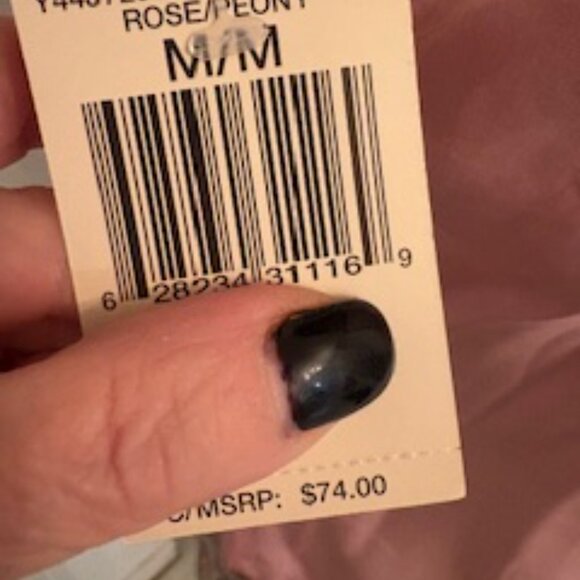 ROSE/PEONY
M/M
6 28234 31116 9
/MSRP: $74.00